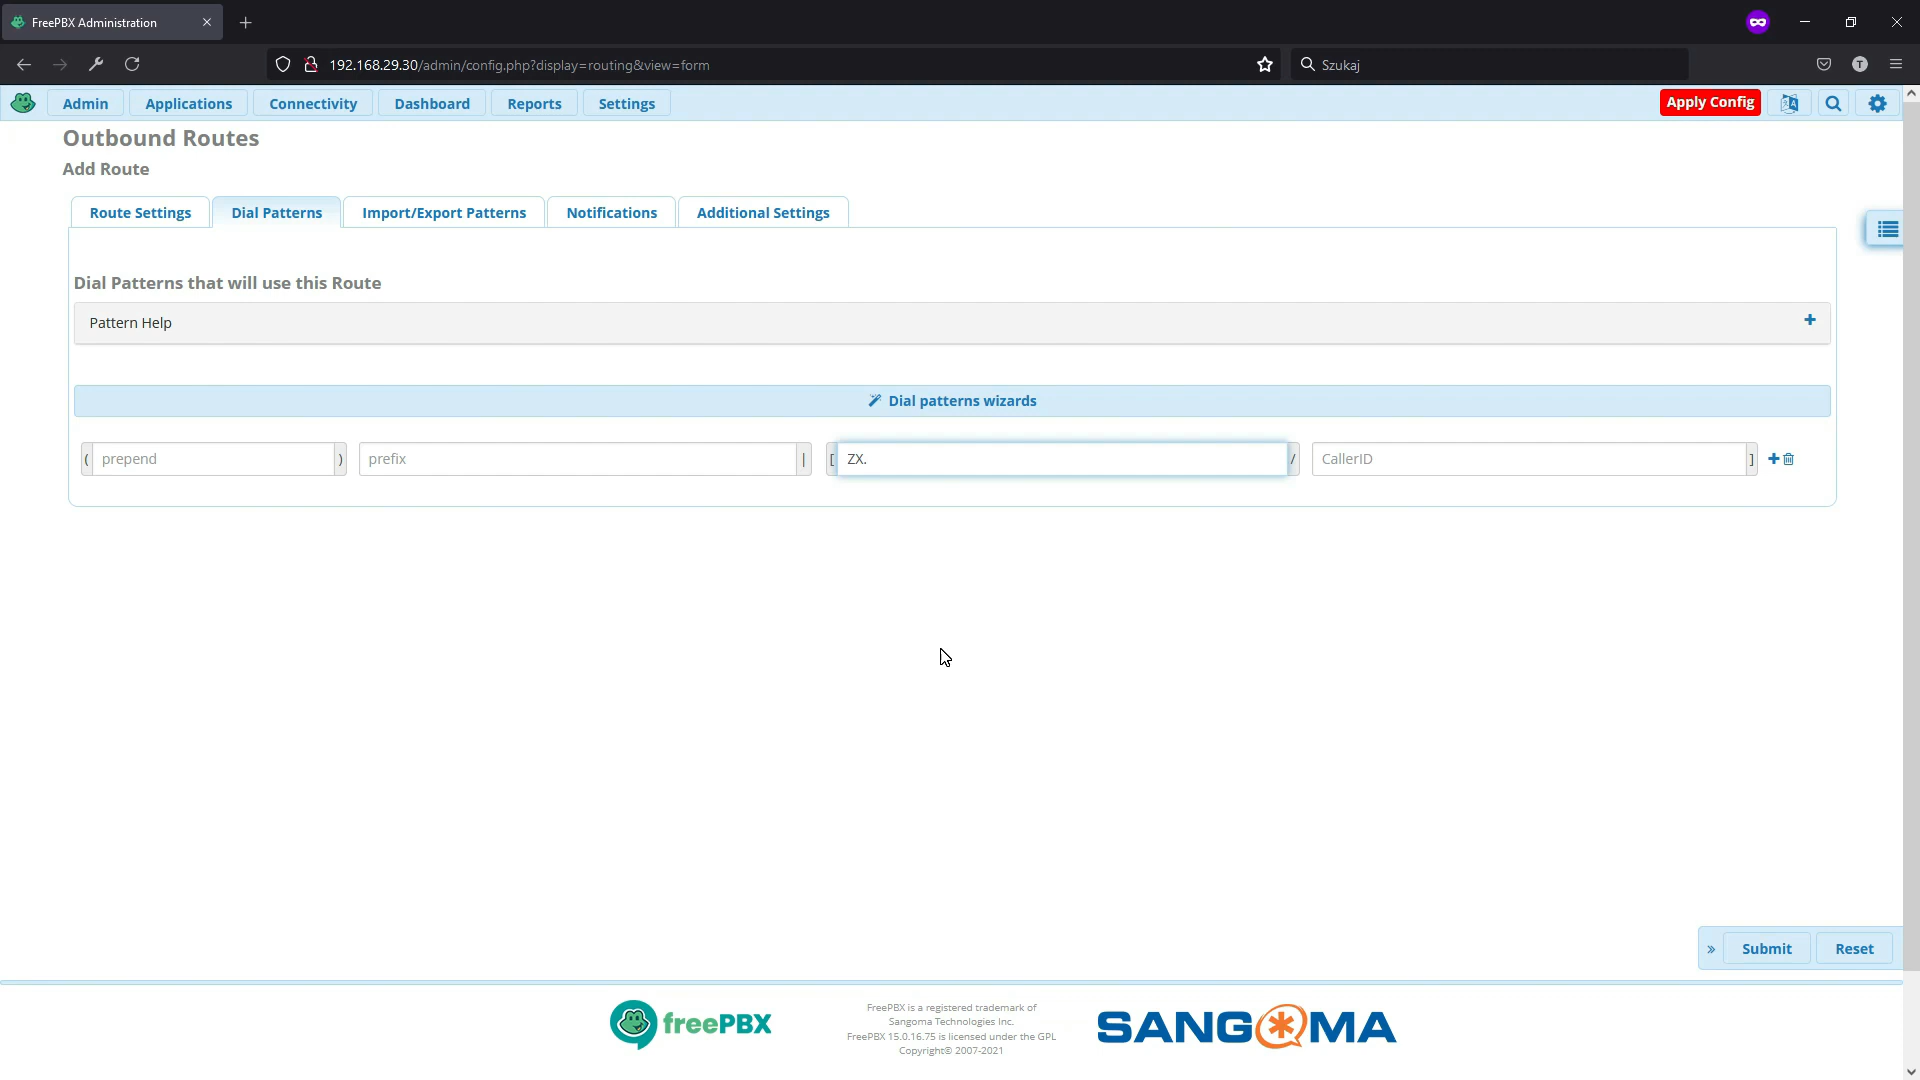 FreePBX Administration
192.168.29.30/admin/config.php?display=routing&view=form
Szukaj
T
Admin
Applications
Connectivity
Dashboard
Reports
Settings
Apply Config
Outbound Routes
Add Route
Route Settings
Dial Patterns
Import/Export Patterns
Notifications
Additional Settings
Dial Patterns that will use this Route
Pattern Help
Dial patterns wizards
( prepend ) prefix | [ ZX. / CallerID ]
» Submit Reset
freePBX
FreePBX is a registered trademark of
Sangoma Technologies Inc.
FreePBX 15.0.16.75 is licensed under the GPL
Copyright© 2007-2021
SANGOMA